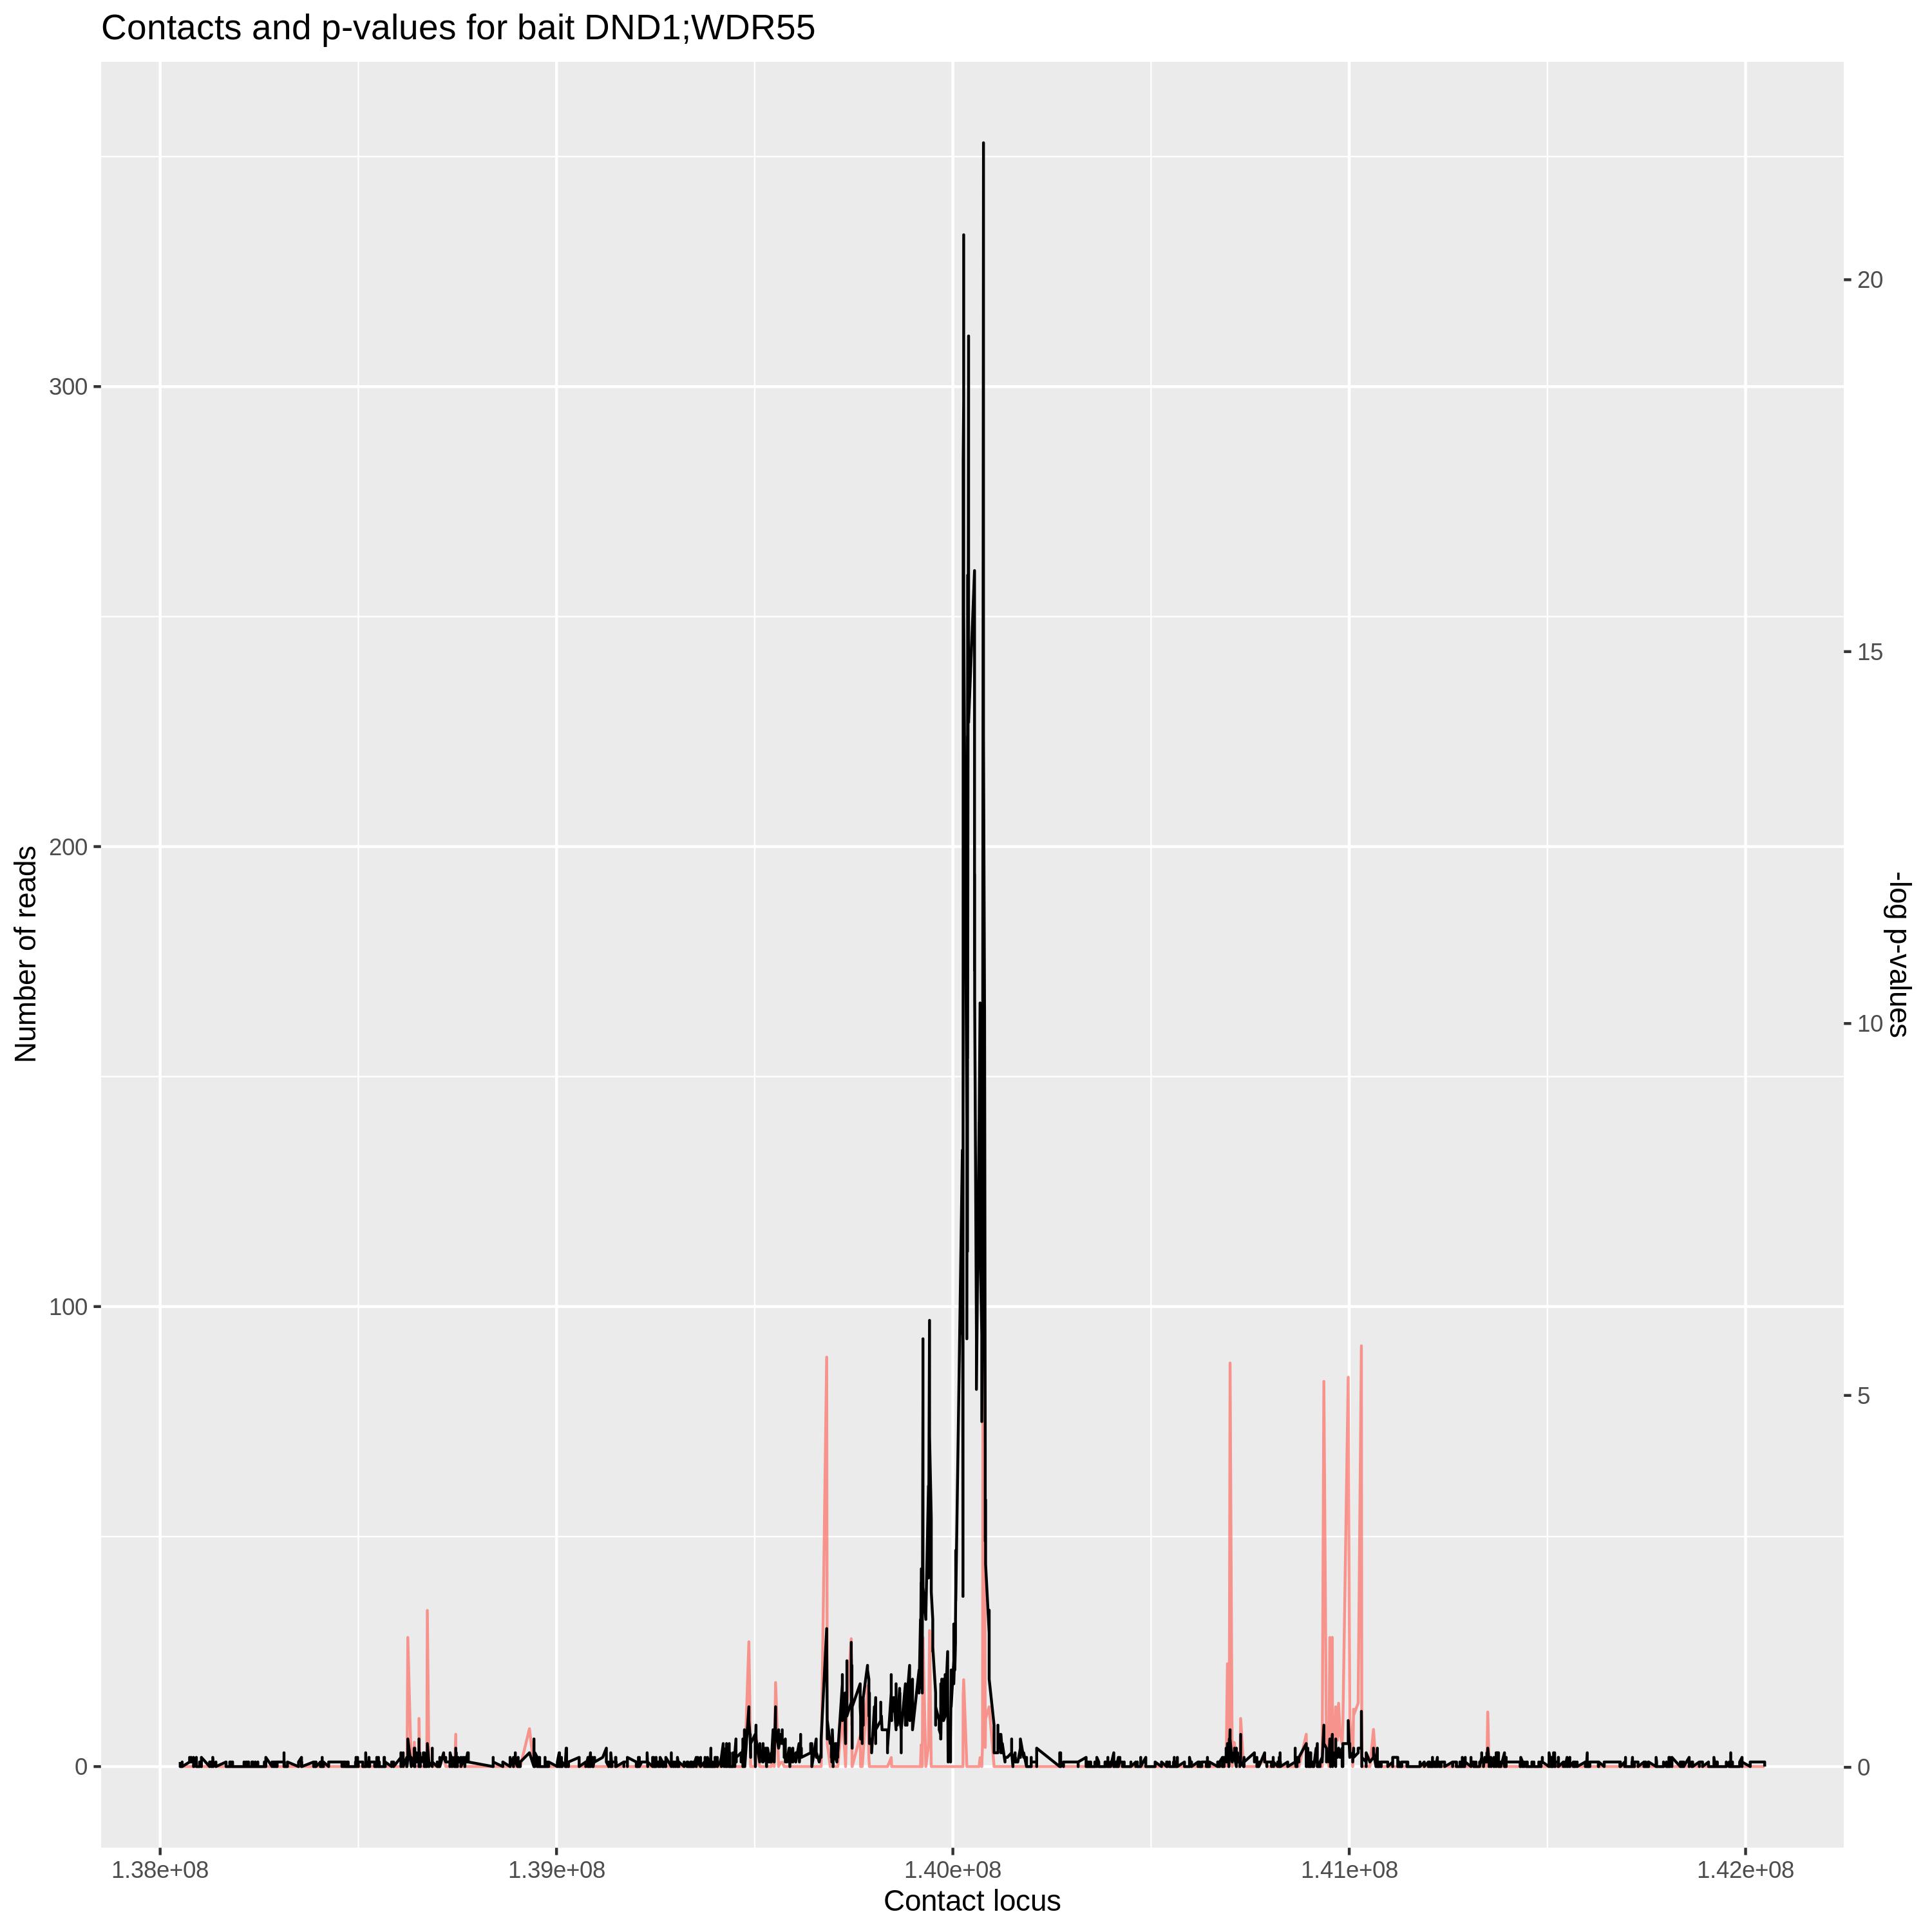 Contacts and p-values for bait DND1;WDR55
Number of reads
300
200
100
0
20
15
10
5
0
-log p-values
1.38e+08
1.39e+08
1.40e+08
1.41e+08
1.42e+08
Contact locus